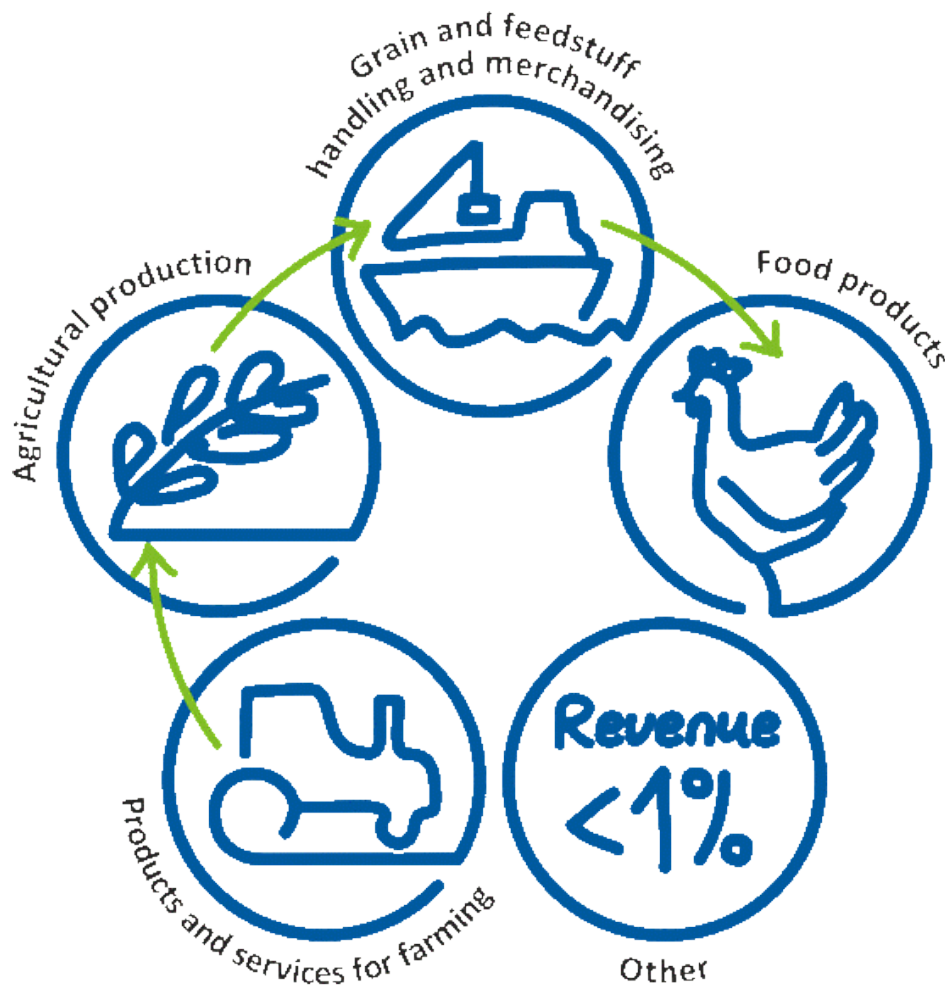 Grain and feedstuff
handling and merchandising
Agricultural production
Food products
Revenue
<1%
Products and services for farming
Other